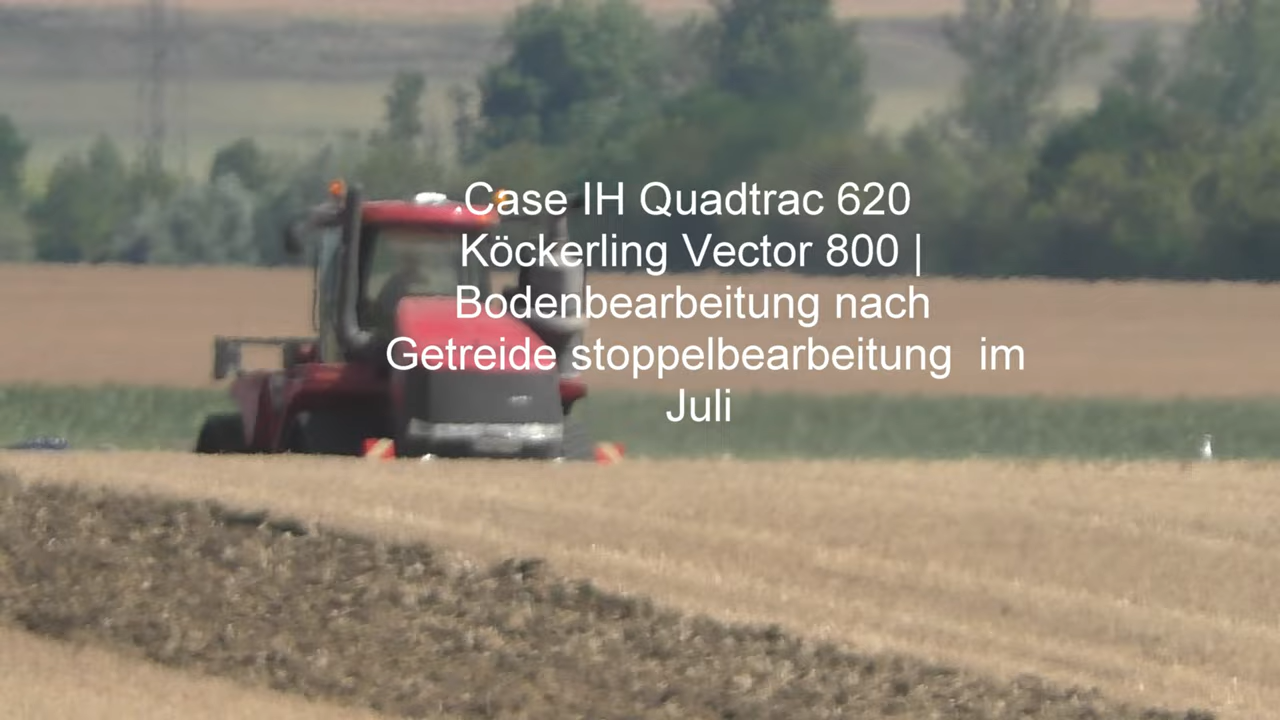 Case IH Quadtrac 620
Köckerling Vector 800 |
Bodenbearbeitung nach
Getreide stoppelbearbeitung  im
Juli